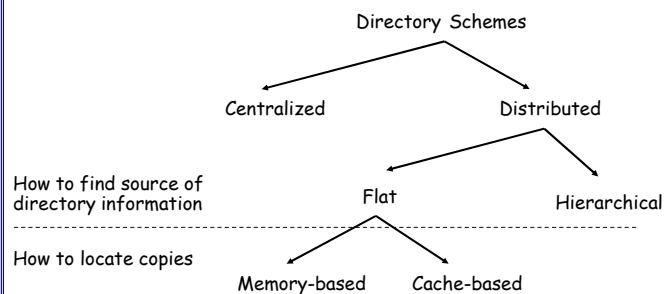 Directory Schemes
Centralized
Distributed
How to find source of
directory information
Flat
Hierarchical
How to locate copies
Memory-based
Cache-based